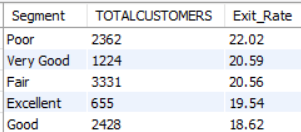 Segment TOTALCUSTOMERS Exit_Rate
Poor 2362 22.02
Very Good 1224 20.59
Fair 3331 20.56
Excellent 655 19.54
Good 2428 18.62